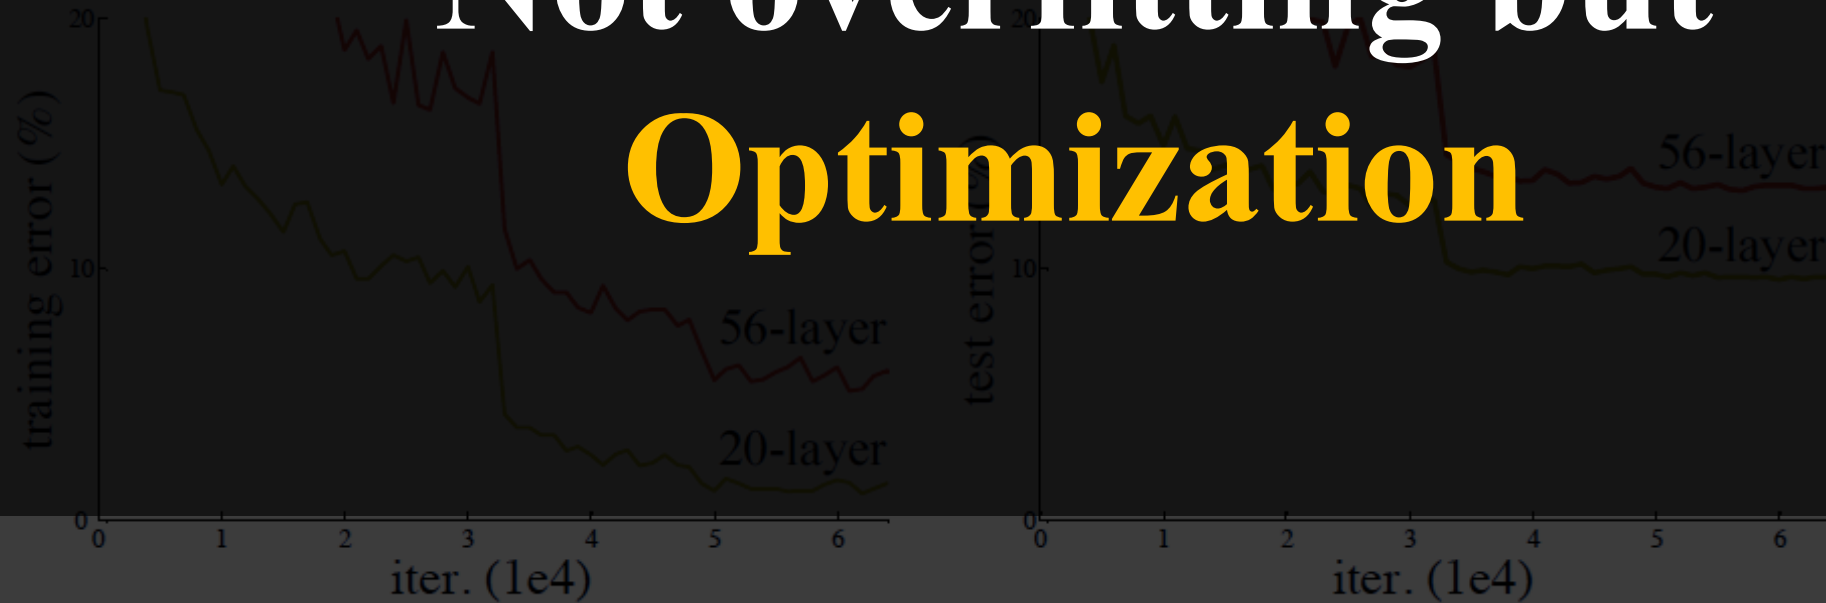 Not overfitting but
Optimization
20
10
0
training error (%)
56-layer
20-layer
0 1 2 3 4 5 6
iter. (1e4)
20
10
0
test error (%)
56-layer
20-layer
0 1 2 3 4 5 6
iter. (1e4)